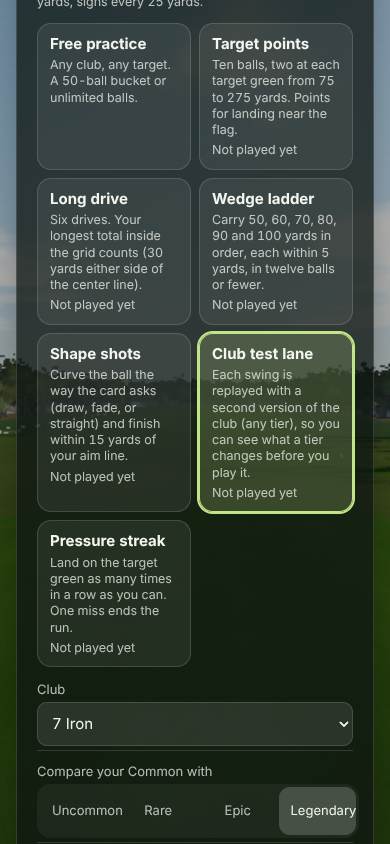 yards, signs every 25 yards.
Free practice
Any club, any target.
A 50-ball bucket or
unlimited balls.
Target points
Ten balls, two at each
target green from 75
to 275 yards. Points
for landing near the
flag.
Not played yet
Long drive
Six drives. Your
longest total inside
the grid counts (30
yards either side of
the center line).
Not played yet
Wedge ladder
Carry 50, 60, 70, 80,
90 and 100 yards in
order, each within 5
yards, in twelve balls
or fewer.
Not played yet
Shape shots
Curve the ball the
way the card asks
(draw, fade, or
straight) and finish
within 15 yards of
your aim line.
Not played yet
Club test lane
Each swing is
replayed with a
second version of the
club (any tier), so you
can see what a tier
changes before you
play it.
Not played yet
Pressure streak
Land on the target
green as many times
in a row as you can.
One miss ends the
run.
Not played yet
Club
7 Iron
Compare your Common with
Uncommon Rare Epic Legendary